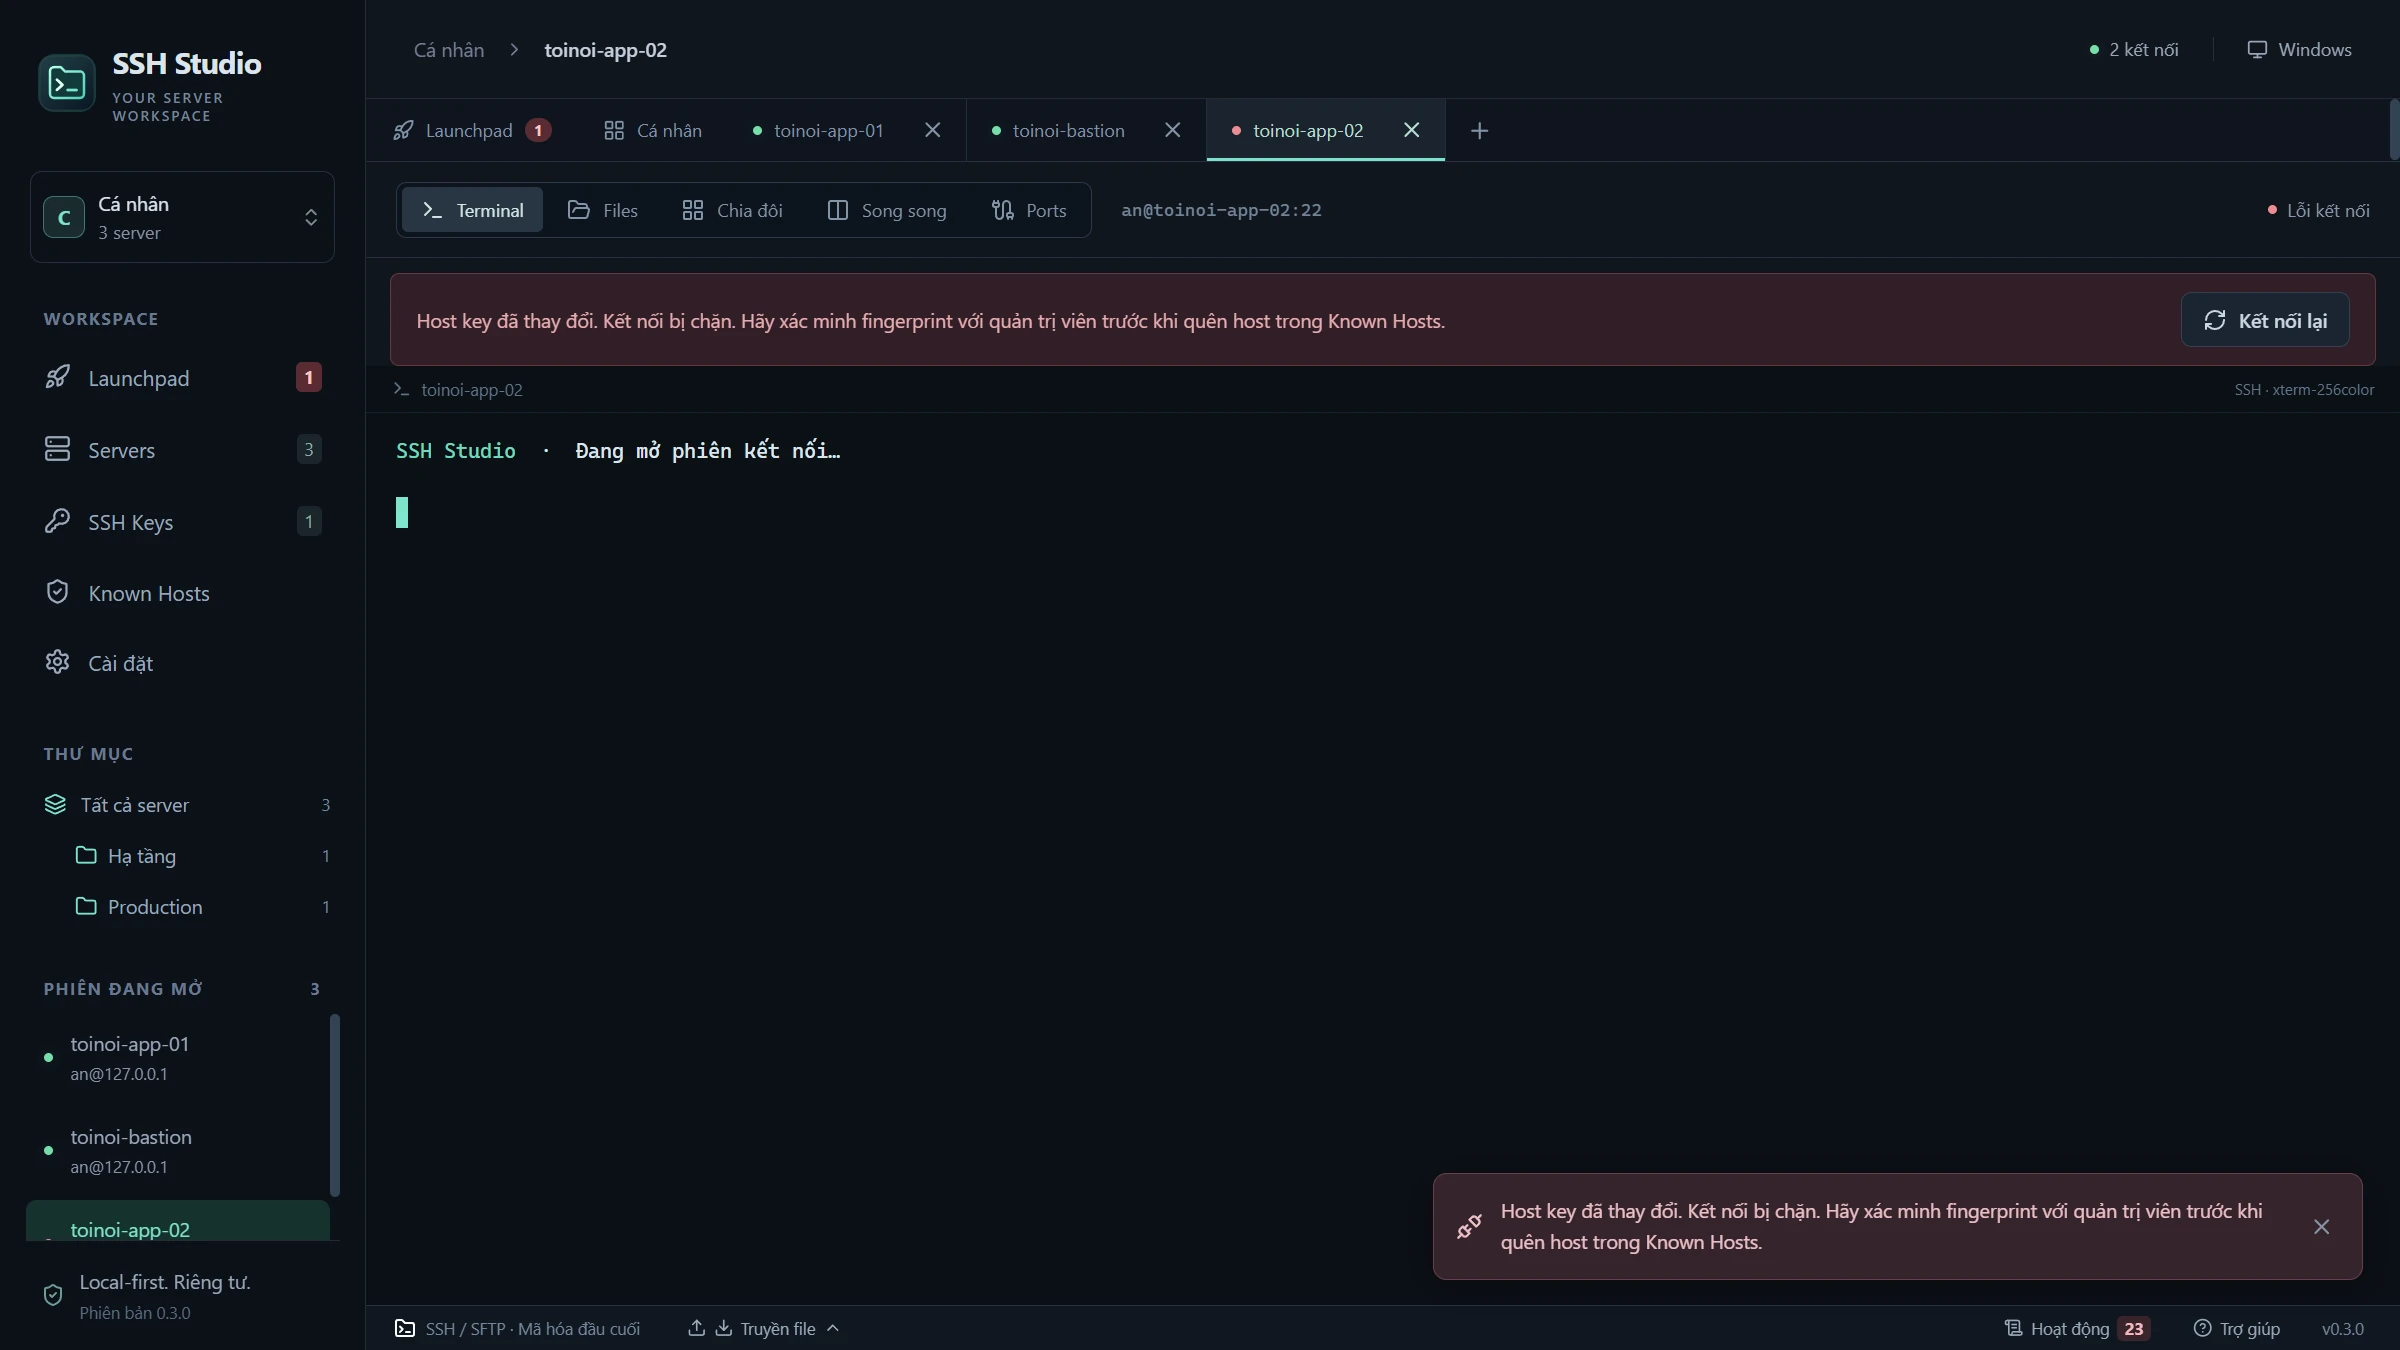 SSH Studio
YOUR SERVER
WORKSPACE
C
Cá nhân
3 server
WORKSPACE
Launchpad 1
Servers 3
SSH Keys 1
Known Hosts
Cài đặt
THƯ MỤC
Tất cả server 3
Hạ tầng 1
Production 1
PHIÊN ĐANG MỞ 3
toinoi-app-01
an@127.0.0.1
toinoi-bastion
an@127.0.0.1
toinoi-app-02
Local-first. Riêng tư.
Phiên bản 0.3.0
Cá nhân > toinoi-app-02
2 kết nối
Windows
Launchpad 1
Cá nhân
toinoi-app-01
toinoi-bastion
toinoi-app-02
Terminal
Files
Chia đôi
Song song
Ports
an@toinoi-app-02:22
Lỗi kết nối
Host key đã thay đổi. Kết nối bị chặn. Hãy xác minh fingerprint với quản trị viên trước khi quên host trong Known Hosts.
Kết nối lại
toinoi-app-02
SSH · xterm-256color
SSH Studio · Đang mở phiên kết nối…
Host key đã thay đổi. Kết nối bị chặn. Hãy xác minh fingerprint với quản trị viên trước khi
quên host trong Known Hosts.
SSH / SFTP · Mã hóa đầu cuối
Truyền file
Hoạt động 23
Trợ giúp
v0.3.0